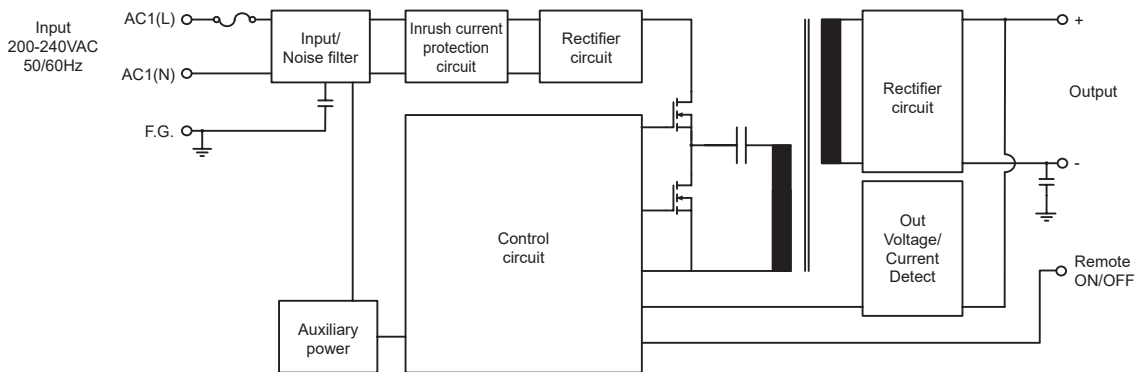 Input
200-240VAC
50/60Hz
AC1(L)
AC1(N)
F.G.
Input/
Noise filter
Inrush current
protection
circuit
Rectifier
circuit
Rectifier
circuit
+
Output
-
Control
circuit
Out
Voltage/
Current
Detect
Remote
ON/OFF
Auxiliary
power